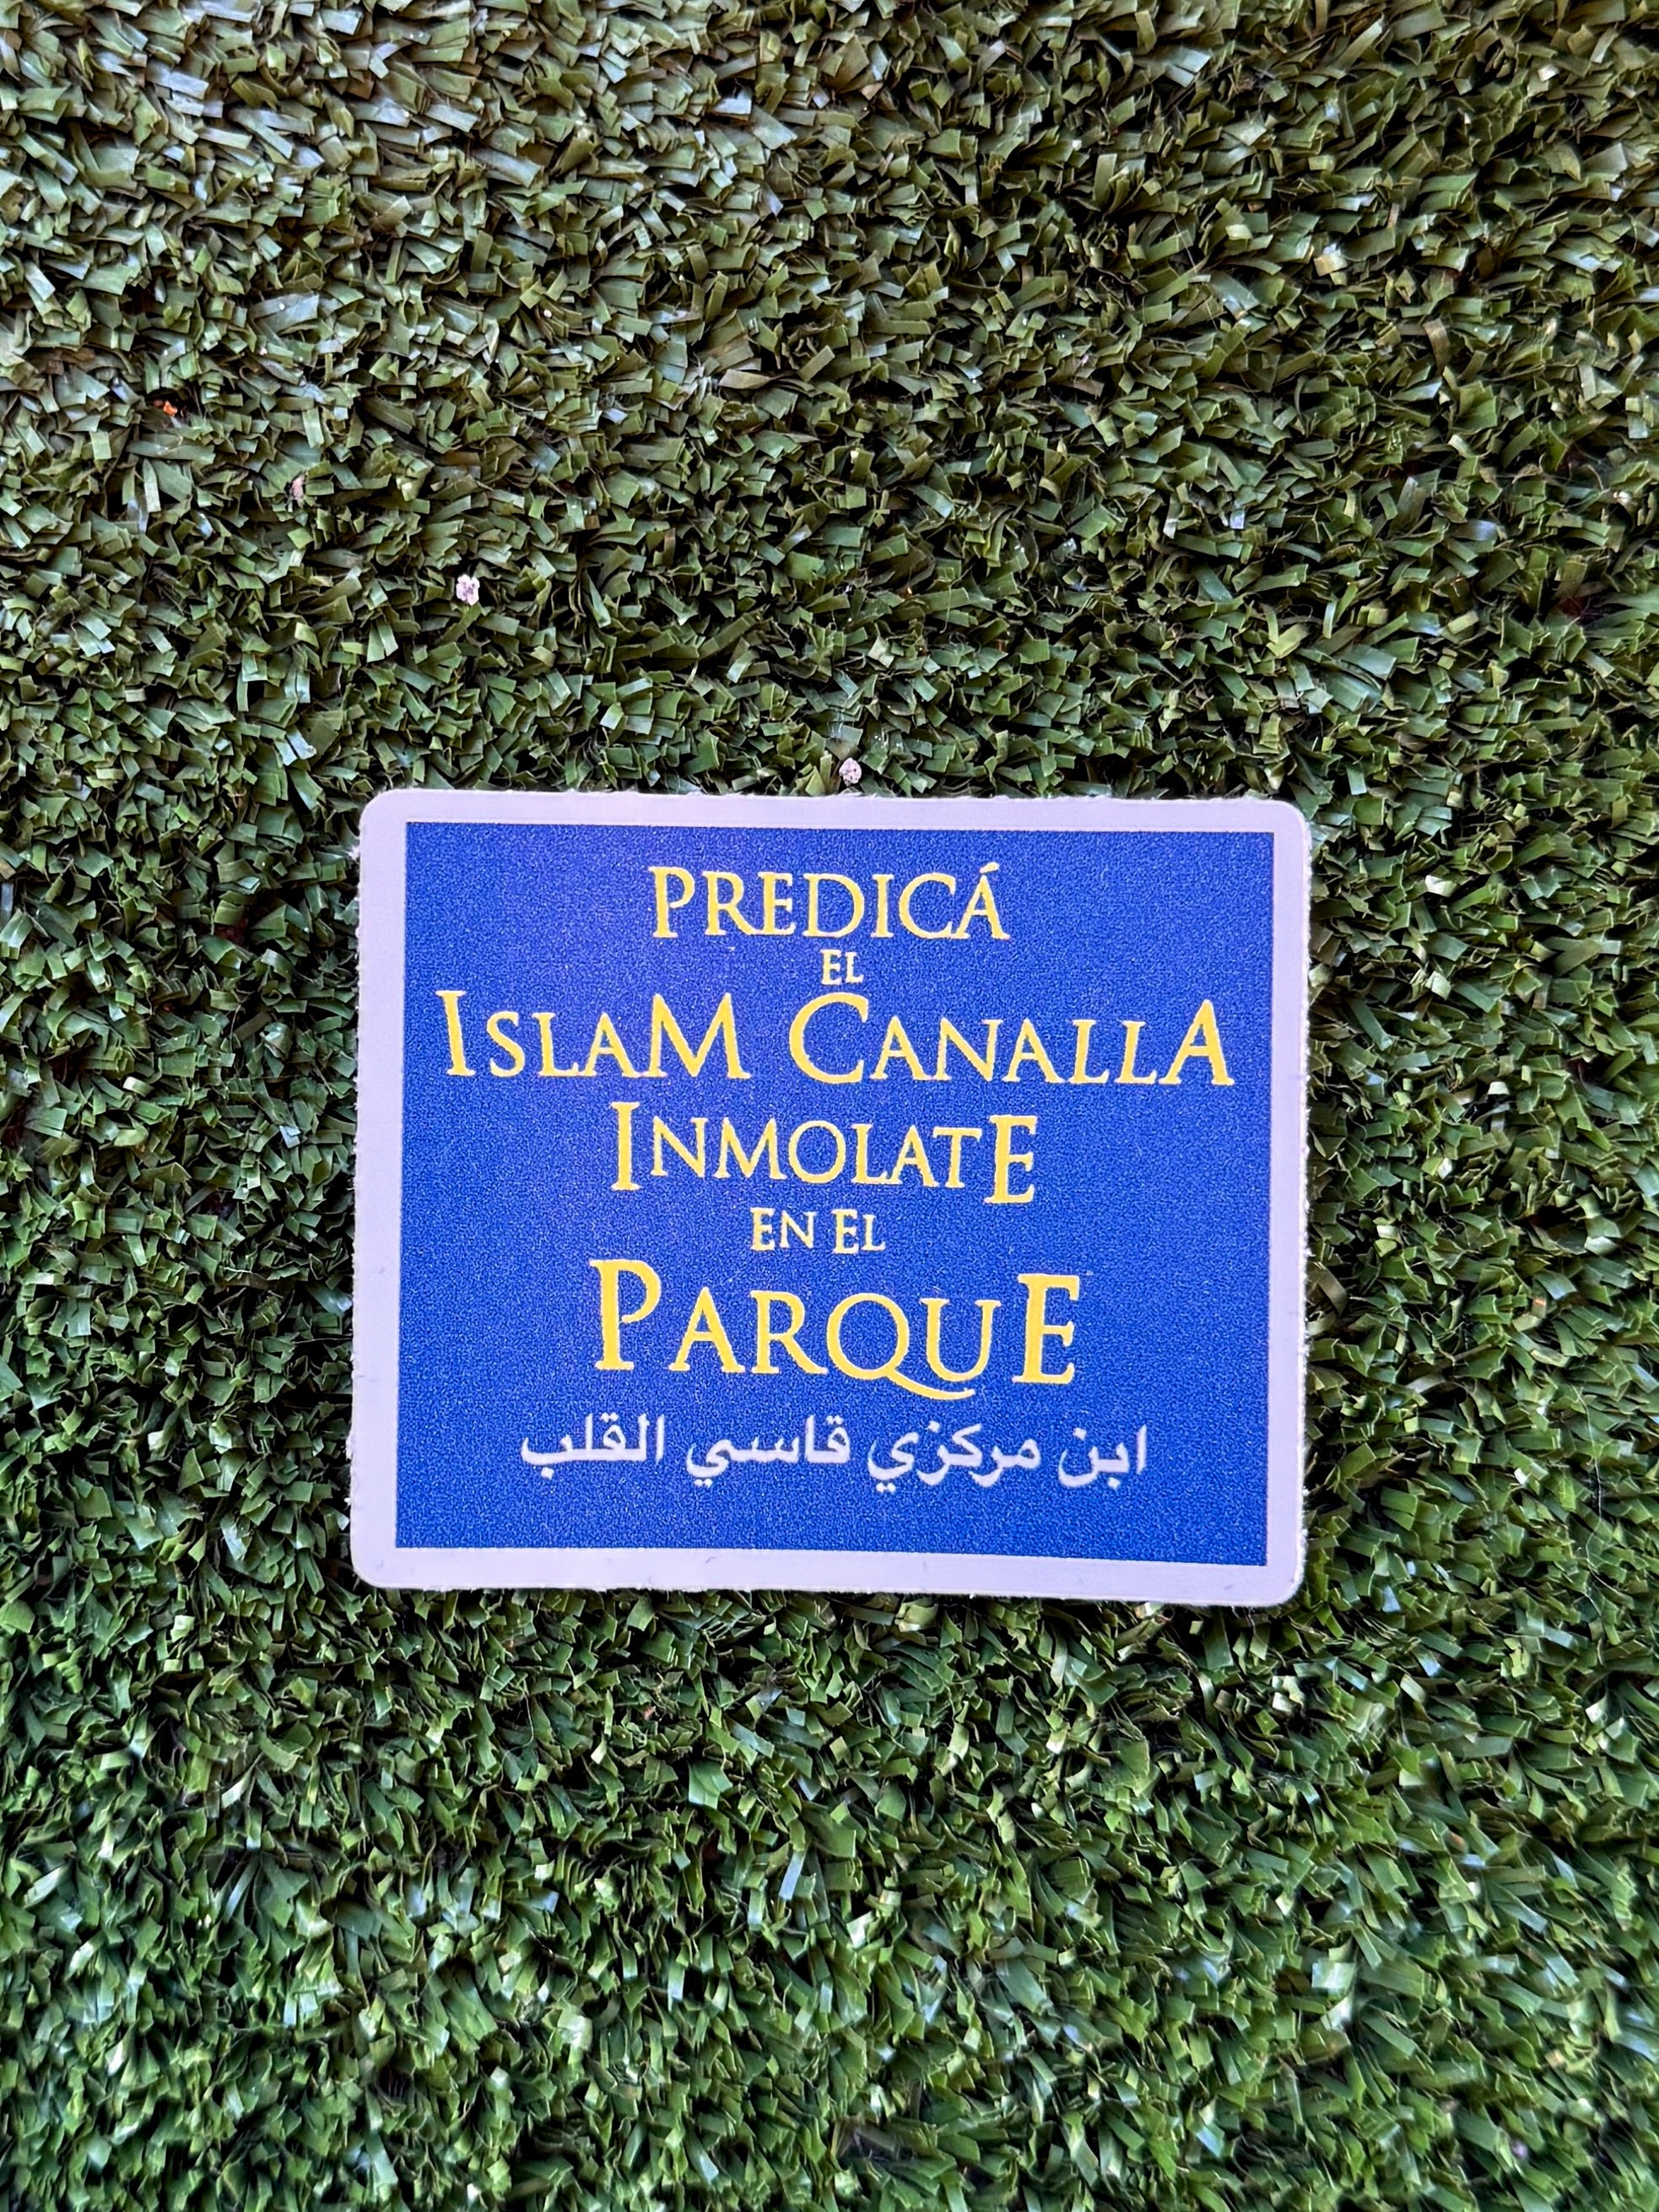 PREDICÁ
EL
ISLAM CANALLA
INMOLATE
EN EL
PARQUE
ابن مركزي قاسي القلب